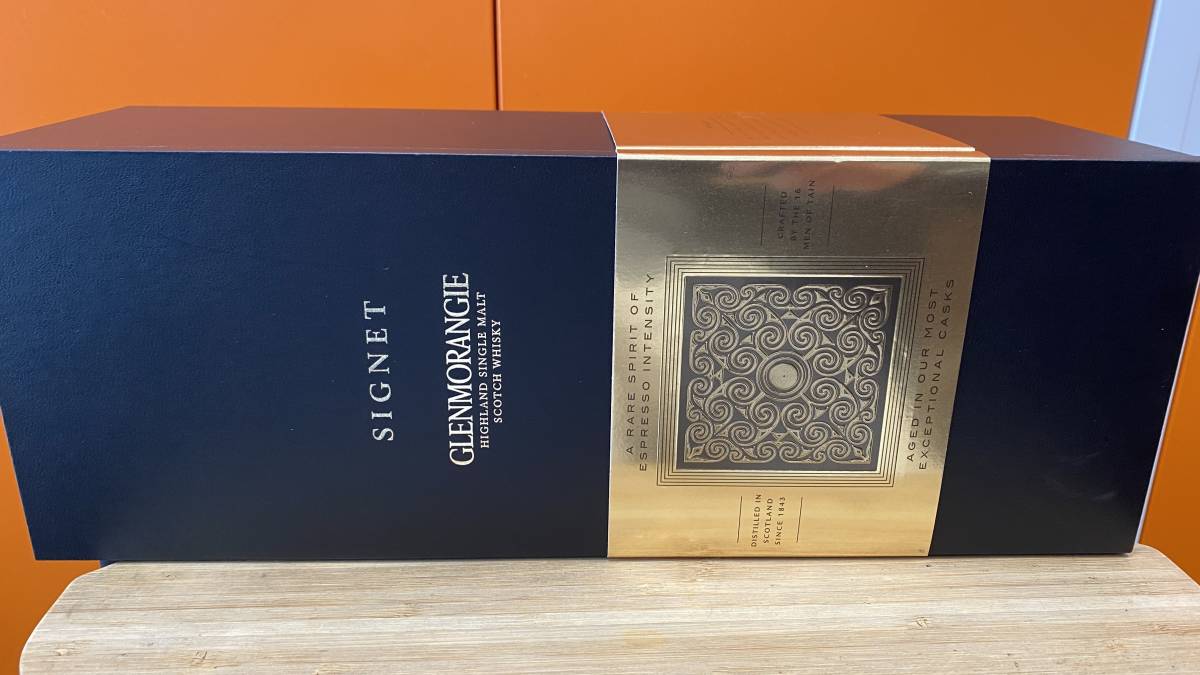 SIGNET
GLENMORANGIE
HIGHLAND SINGLE MALT
SCOTCH WHISKY
A RARE SPIRIT OF
ESPRESSO INTENSITY
DISTILLED IN
SCOTLAND
SINCE 1843
CRAFTED
BY THE 16
MEN OF TAIN
AGED IN OUR MOST
EXCEPTIONAL CASKS